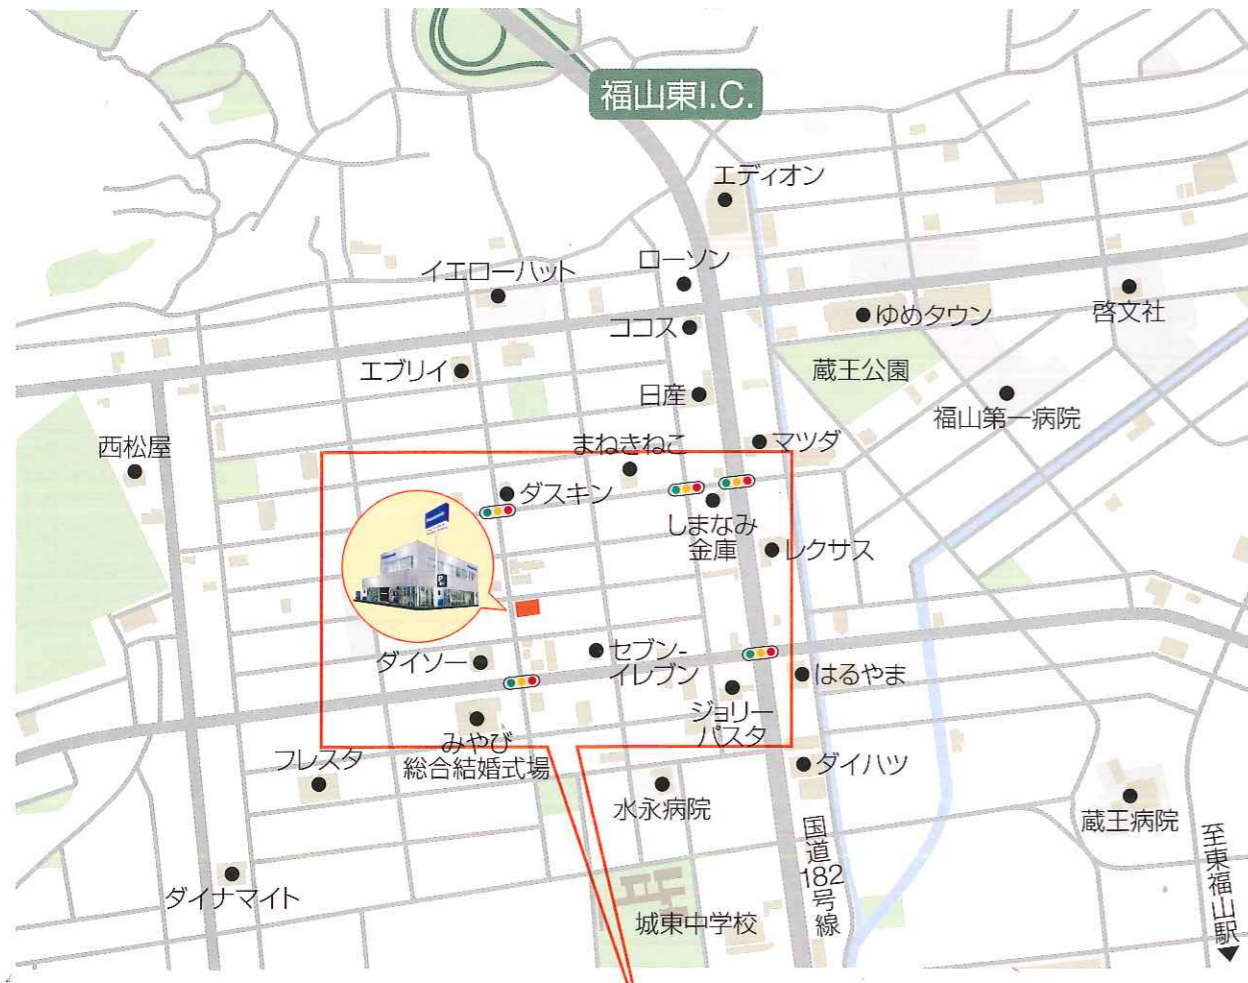 福山東I.C.
エディオン
イエローハット
ローソン
ココス
ゆめタウン
啓文社
エブリイ
日産
蔵王公園
福山第一病院
西松屋
まねきねこ
マツダ
ダスキン
しまなみ
金庫
レクサス
ダイソー
セブン-
イレブン
はるやま
ジョリー
パスタ
みやび
総合結婚式場
フレスタ
ダイハツ
水永病院
蔵王病院
国道182号線
至東福山駅▼
ダイナマイト
城東中学校